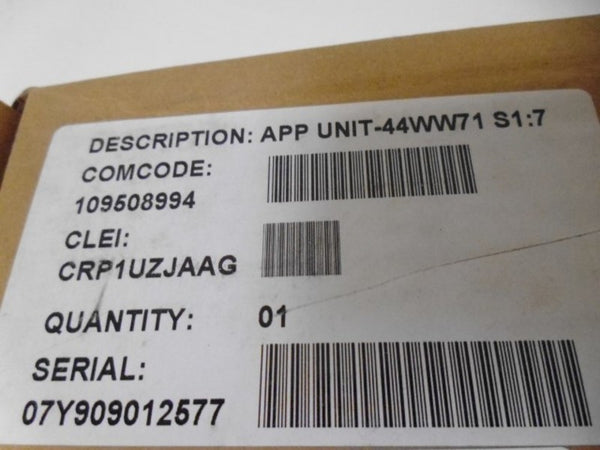 DESCRIPTION: APP UNIT-44WW71 S1:7
COMCODE:
109508994
CLEI:
CRP1UZJAAG
QUANTITY: 01
SERIAL:
07Y909012577